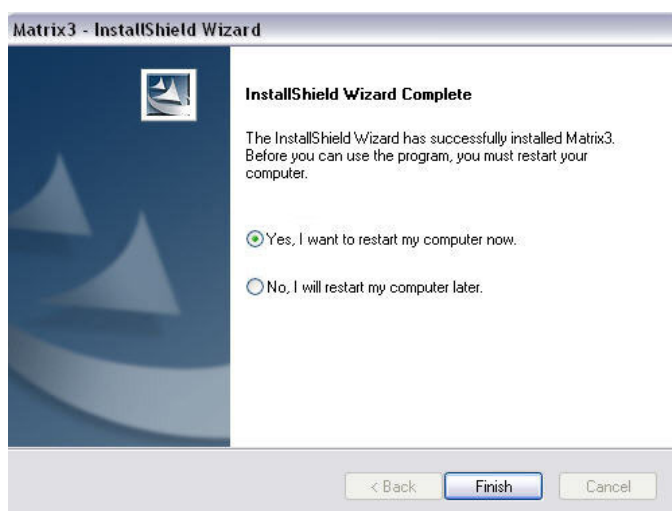 Matrix3 - InstallShield Wizard
InstallShield Wizard Complete
The InstallShield Wizard has successfully installed Matrix3.
Before you can use the program, you must restart your
computer.
Yes, I want to restart my computer now.
No, I will restart my computer later.
< Back
Finish
Cancel